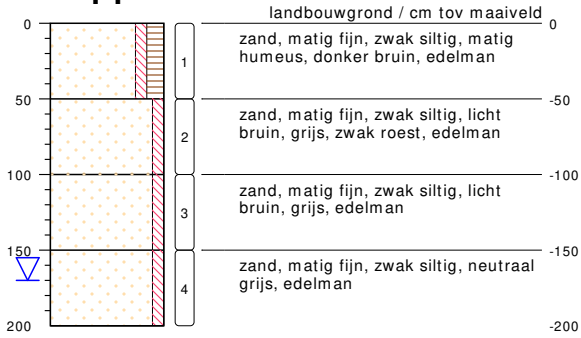 landbouwgrond / cm tov maaiveld
0
0
zand, matig fijn, zwak siltig, matig
humeus, donker bruin, edelman
1
50
-50
zand, matig fijn, zwak siltig, licht
bruin, grijs, zwak roest, edelman
2
100
-100
zand, matig fijn, zwak siltig, licht
bruin, grijs, edelman
3
150
-150
zand, matig fijn, zwak siltig, neutraal
grijs, edelman
4
200
-200